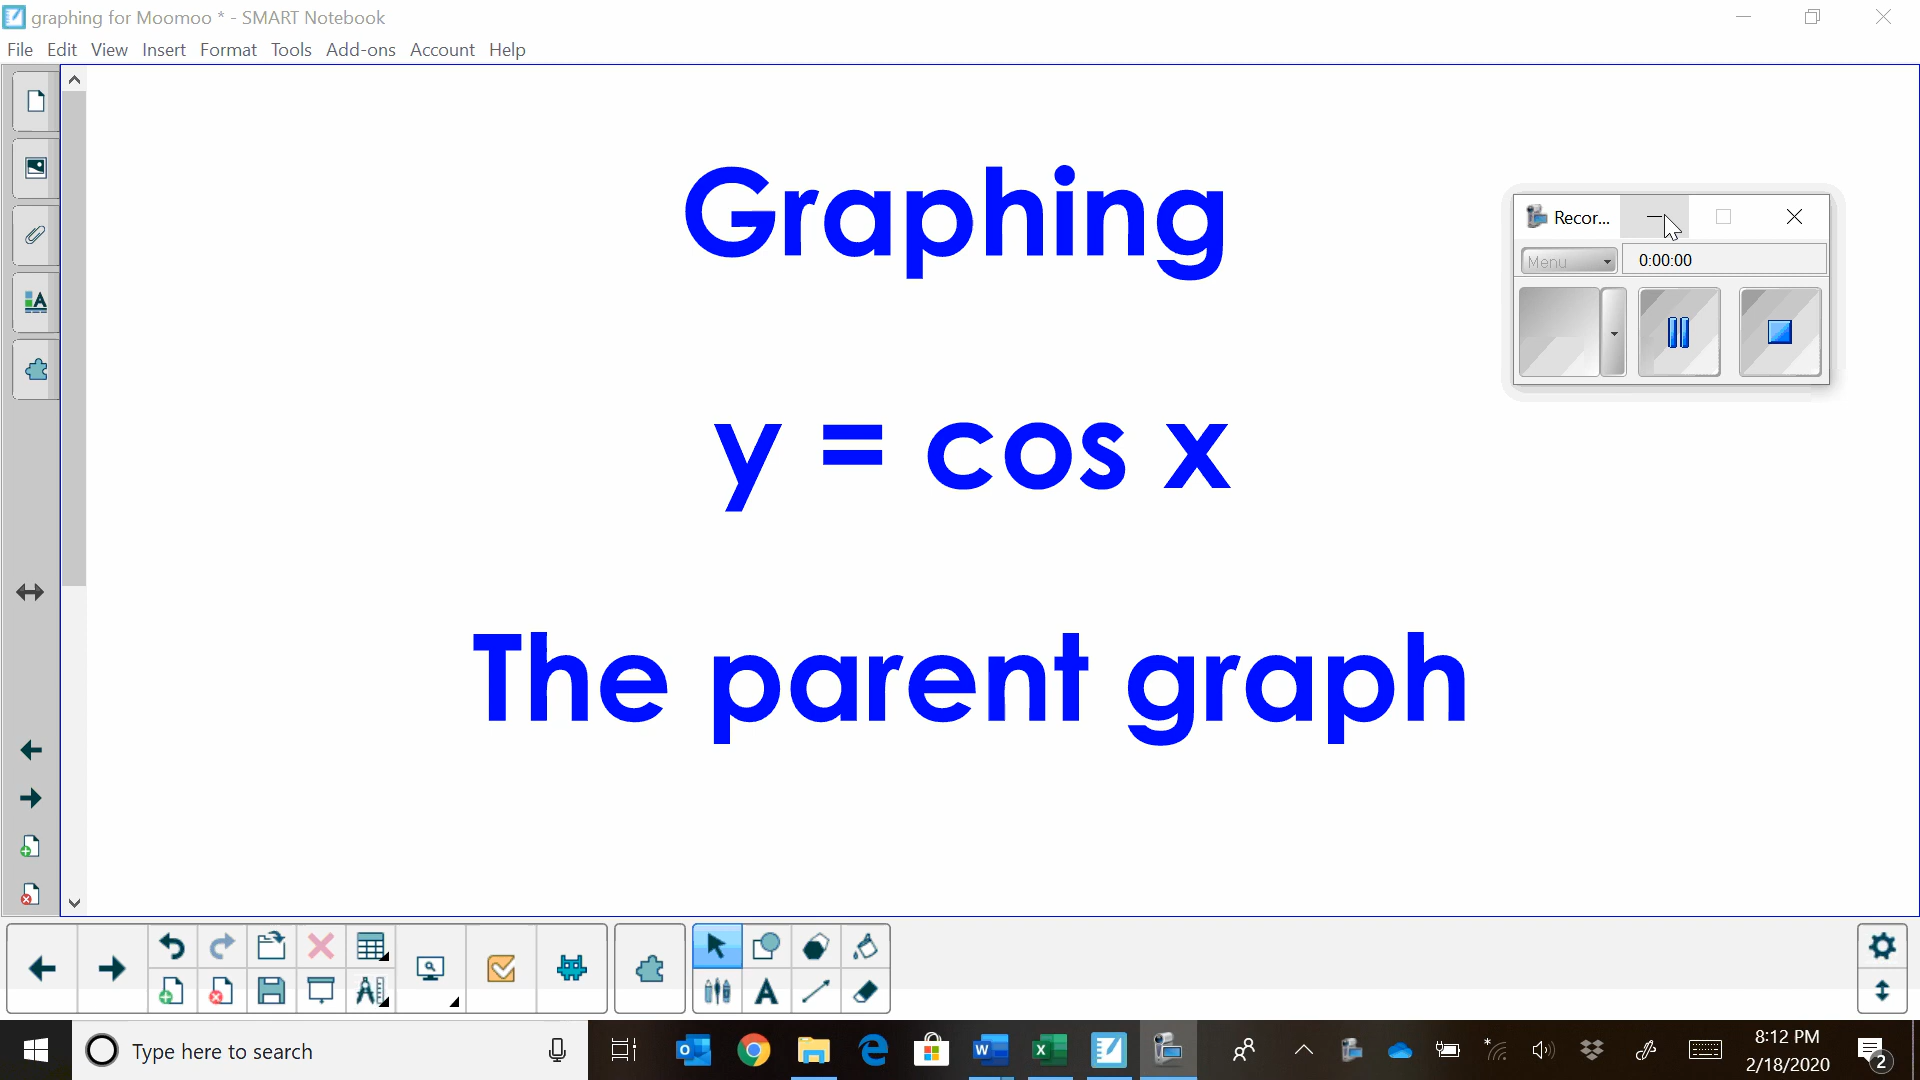 graphing for Moomoo * - SMART Notebook
File Edit View Insert Format Tools Add-ons Account Help
Graphing
Recor...
Menu
0:00:00
y = cos x
The parent graph
Type here to search
8:12 PM
2/18/2020
2